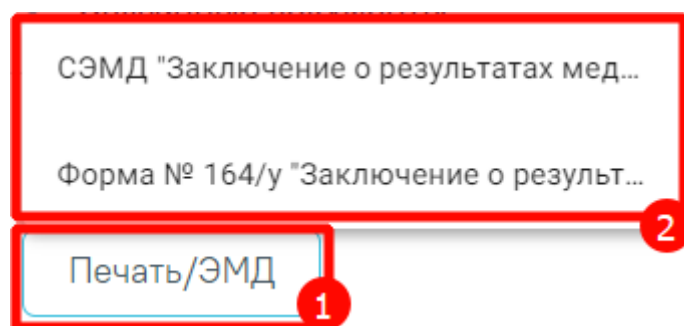 СЭМД "Заключение о результатах мед...
Форма № 164/у "Заключение о результ...
2
Печать/ЭМД
1